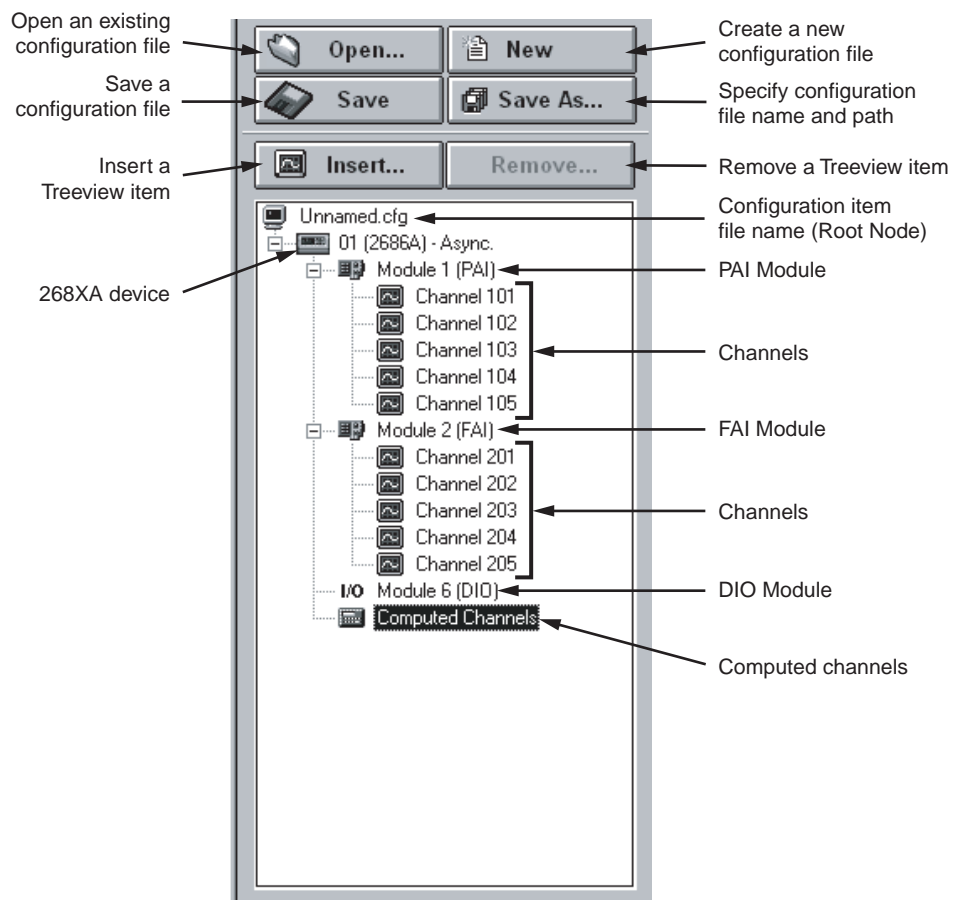 Open an existing
configuration file
Open...
New
Create a new
configuration file
Save a
configuration file
Save
Save As...
Specify configuration
file name and path
Insert a
Treeview item
Insert...
Remove...
Remove a Treeview item
Unnamed.cfg
Configuration item
file name (Root Node)
01 (2686A) - Async.
268XA device
Module 1 (PAI)
PAI Module
Channel 101
Channel 102
Channel 103
Channel 104
Channel 105
Channels
Module 2 (FAI)
FAI Module
Channel 201
Channel 202
Channel 203
Channel 204
Channel 205
Channels
I/O Module 6 (DIO)
DIO Module
Computed Channels
Computed channels